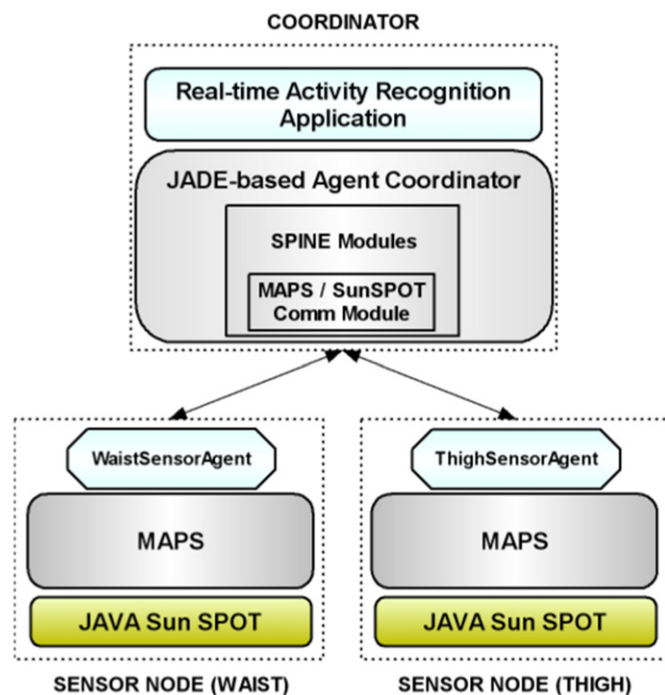 COORDINATOR
Real-time Activity Recognition
Application
JADE-based Agent Coordinator
SPINE Modules
MAPS / SunSPOT
Comm Module
WaistSensorAgent
MAPS
JAVA Sun SPOT
SENSOR NODE (WAIST)
ThighSensorAgent
MAPS
JAVA Sun SPOT
SENSOR NODE (THIGH)